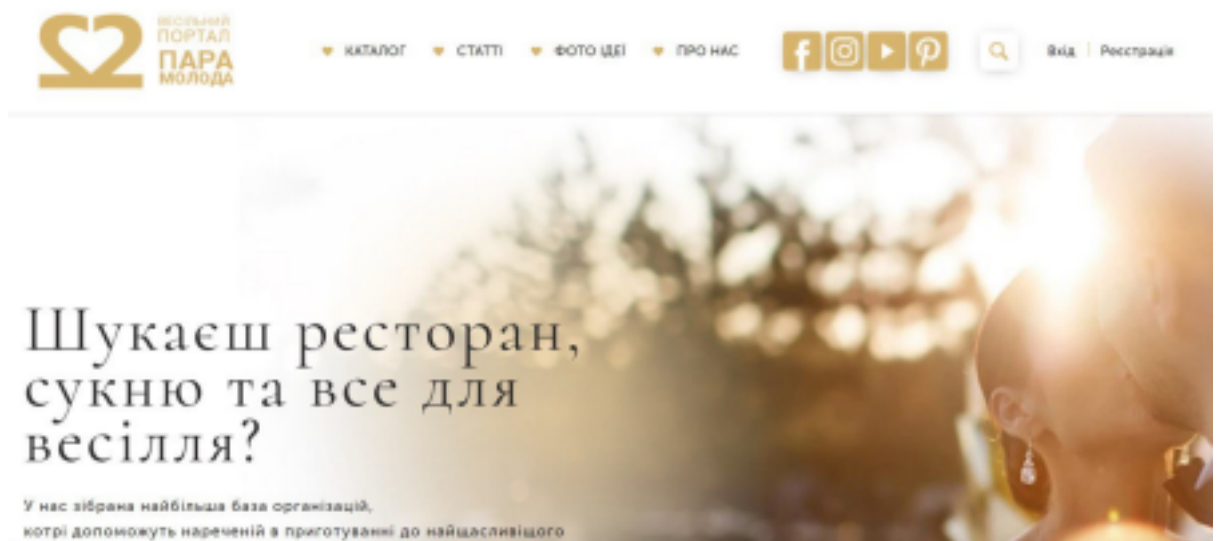 ВЕСІЛЬНИЙ
ПОРТАЛ
ПАРА
МОЛОДА
КАТАЛОГ СТАТТІ ФОТО ІДЕЇ ПРО НАС Вхід Реєстрація
Шукаєш ресторан,
сукню та все для
весілля?
У нас зібрана найбільша база організацій,
котрі допоможуть нареченій в приготуванні до найщасливішого